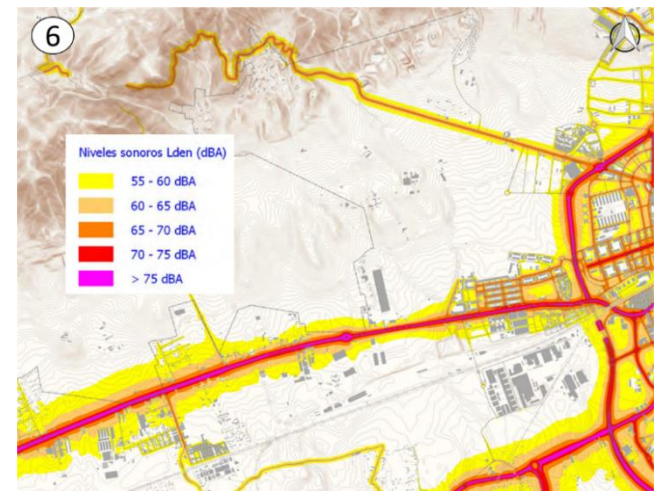 6
Niveles sonoros Lden (dBA)
55 - 60 dBA
60 - 65 dBA
65 - 70 dBA
70 - 75 dBA
> 75 dBA